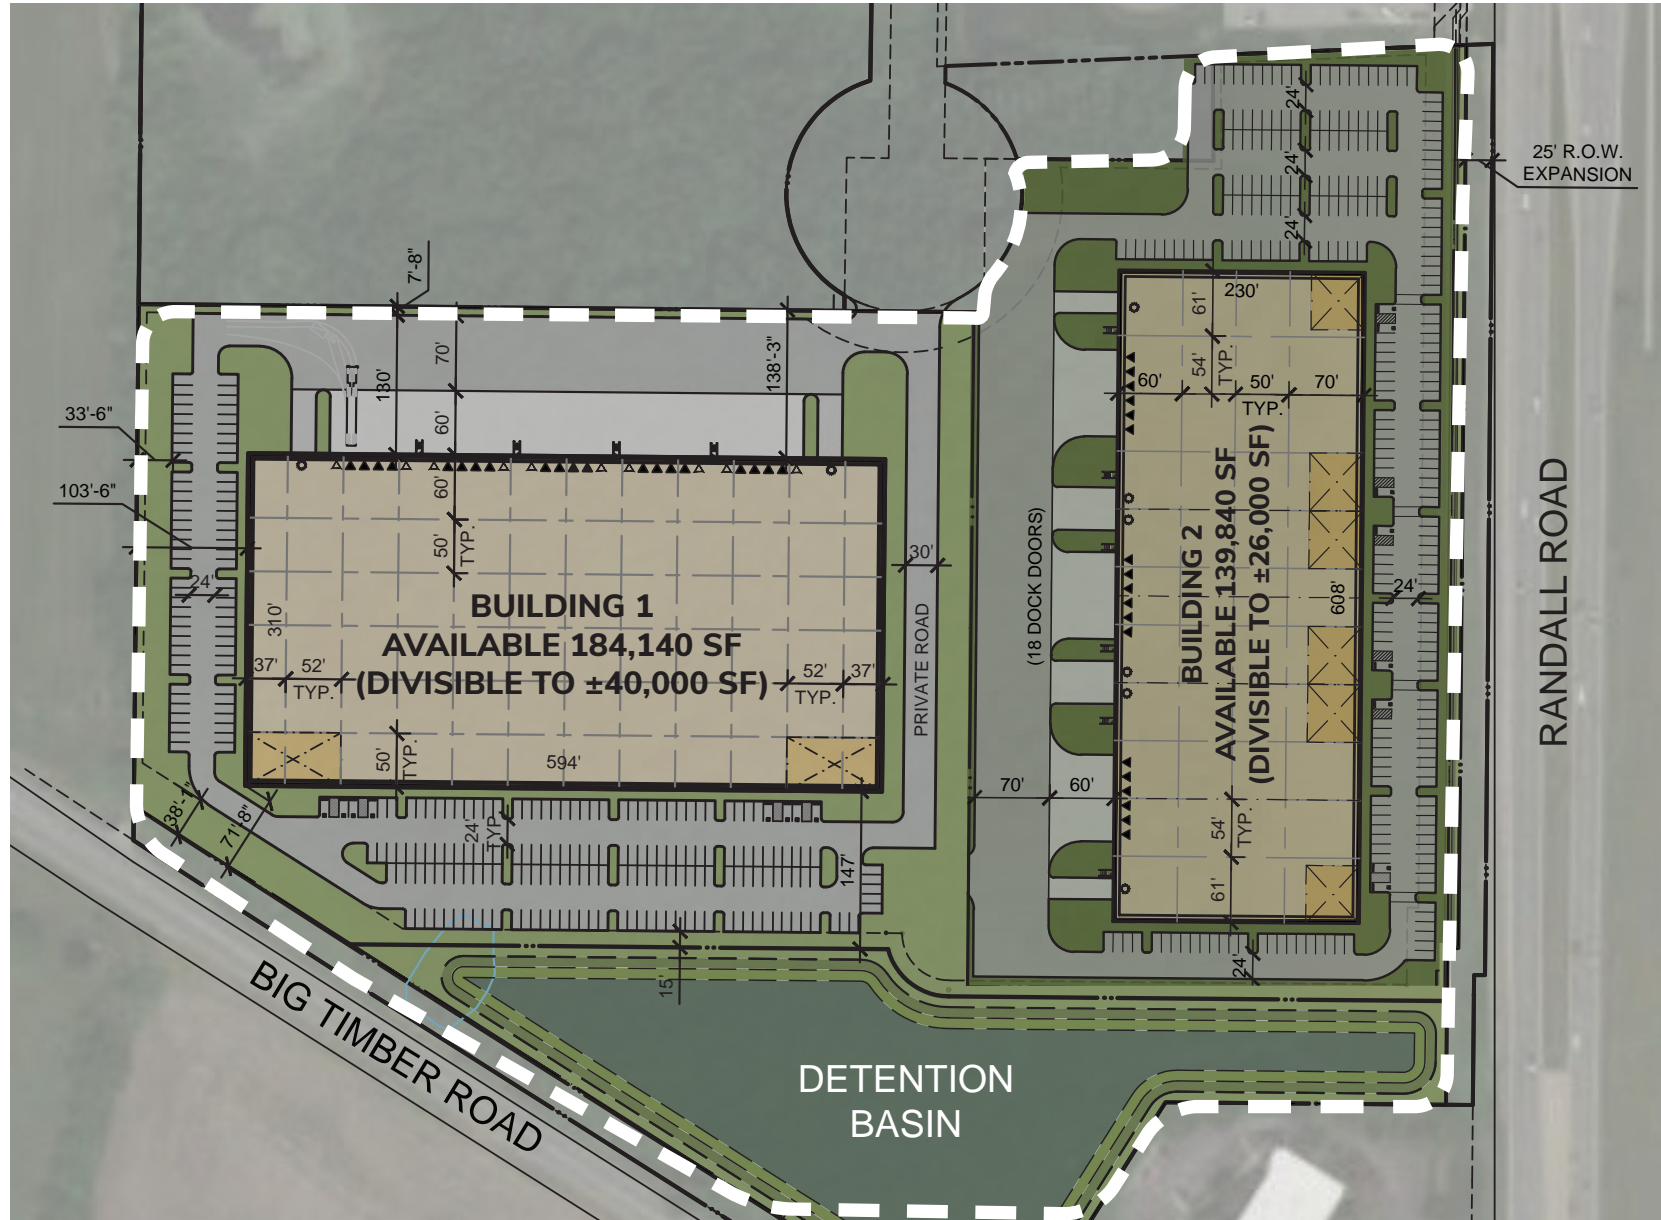 24'
24'
24'
25' R.O.W.
EXPANSION
7'-8"
230'
61'
54'
TYP.
60'
50'
TYP.
70'
70'
130'
60'
138'-3"
33'-6"
103'-6"
60'
50'
TYP.
24'
310'
30'
BUILDING 1
AVAILABLE 184,140 SF
(DIVISIBLE TO ±40,000 SF)
37'
52'
TYP.
52'
TYP.
37'
50'
TYP.
594'
PRIVATE ROAD
(18 DOCK DOORS)
BUILDING 2
AVAILABLE 139,840 SF
(DIVISIBLE TO ±26,000 SF)
608'
24'
RANDALL ROAD
70'
60'
54'
TYP.
61'
24'
38'-1"
71'-8"
24'
TYP.
147'
15'
BIG TIMBER ROAD
DETENTION
BASIN